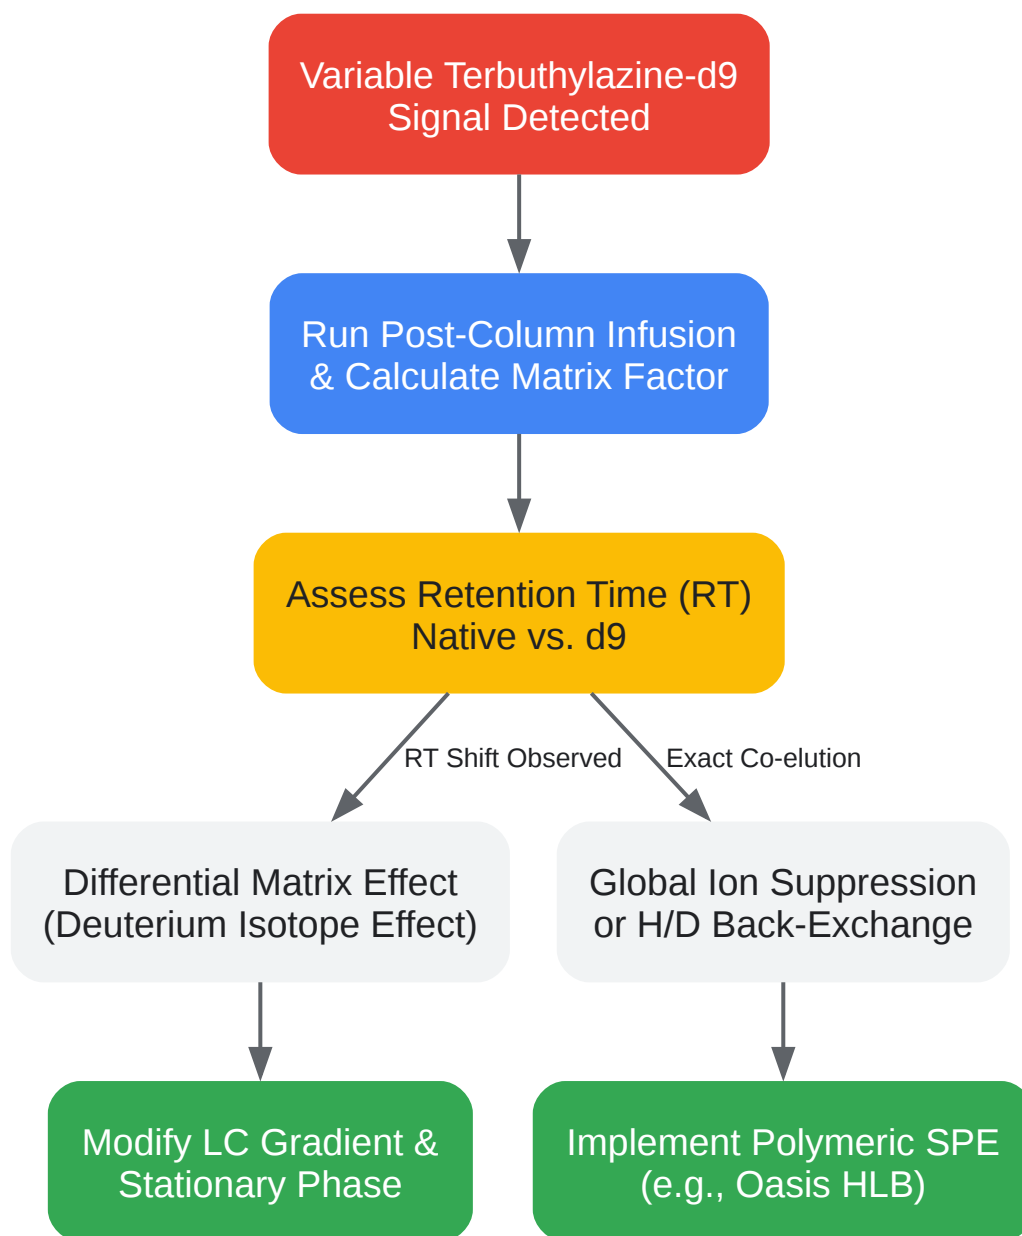 Variable Terbuthylazine-d9
Signal Detected
Run Post-Column Infusion
& Calculate Matrix Factor
Assess Retention Time (RT)
Native vs. d9
RT Shift Observed
Exact Co-elution
Differential Matrix Effect
(Deuterium Isotope Effect)
Global Ion Suppression
or H/D Back-Exchange
Modify LC Gradient &
Stationary Phase
Implement Polymeric SPE
(e.g., Oasis HLB)